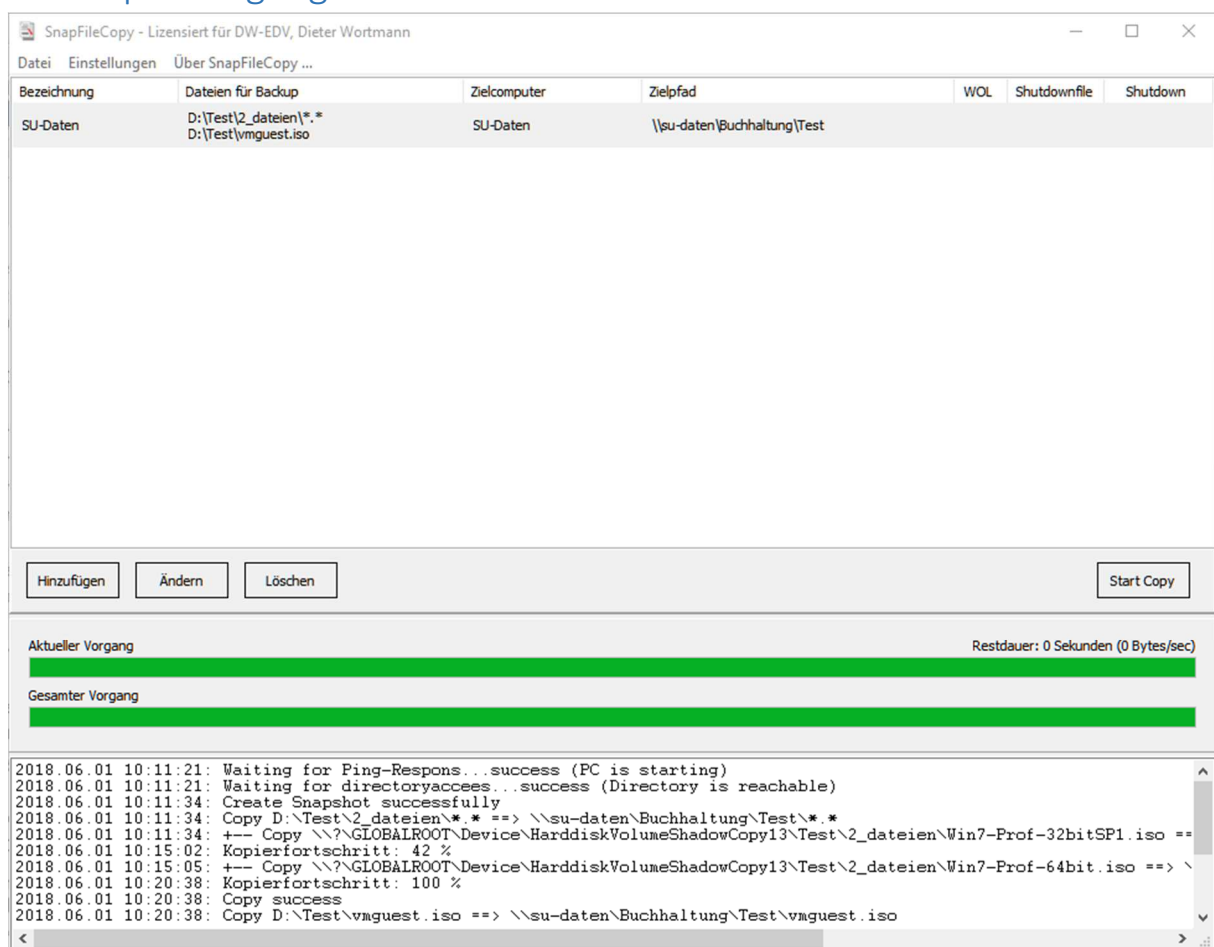 SnapFileCopy - Lizensiert für DW-EDV, Dieter Wortmann
Datei Einstellungen Über SnapFileCopy ...
Bezeichnung Dateien für Backup Zielcomputer Zielpfad WOL Shutdownfile Shutdown
SU-Daten D:\Test\2_dateien\*.* SU-Daten \\su-daten\Buchhaltung\Test
D:\Test\vmguest.iso
Hinzufügen Ändern Löschen Start Copy
Aktueller Vorgang Restdauer: 0 Sekunden (0 Bytes/sec)
Gesamter Vorgang
2018.06.01 10:11:21: Waiting for Ping-Respons...success (PC is starting)
2018.06.01 10:11:21: Waiting for directoryaccees...success (Directory is reachable)
2018.06.01 10:11:34: Create Snapshot successfully
2018.06.01 10:11:34: Copy D:\Test\2_dateien\*.* ==> \\su-daten\Buchhaltung\Test\*.*
2018.06.01 10:11:34: +-- Copy \\?\GLOBALROOT\Device\HarddiskVolumeShadowCopy13\Test\2_dateien\Win7-Prof-32bitSP1.iso ==
2018.06.01 10:15:02: Kopierfortschritt: 42 %
2018.06.01 10:15:05: +-- Copy \\?\GLOBALROOT\Device\HarddiskVolumeShadowCopy13\Test\2_dateien\Win7-Prof-64bit.iso ==> \
2018.06.01 10:20:38: Kopierfortschritt: 100 %
2018.06.01 10:20:38: Copy success
2018.06.01 10:20:38: Copy D:\Test\vmguest.iso ==> \\su-daten\Buchhaltung\Test\vmguest.iso